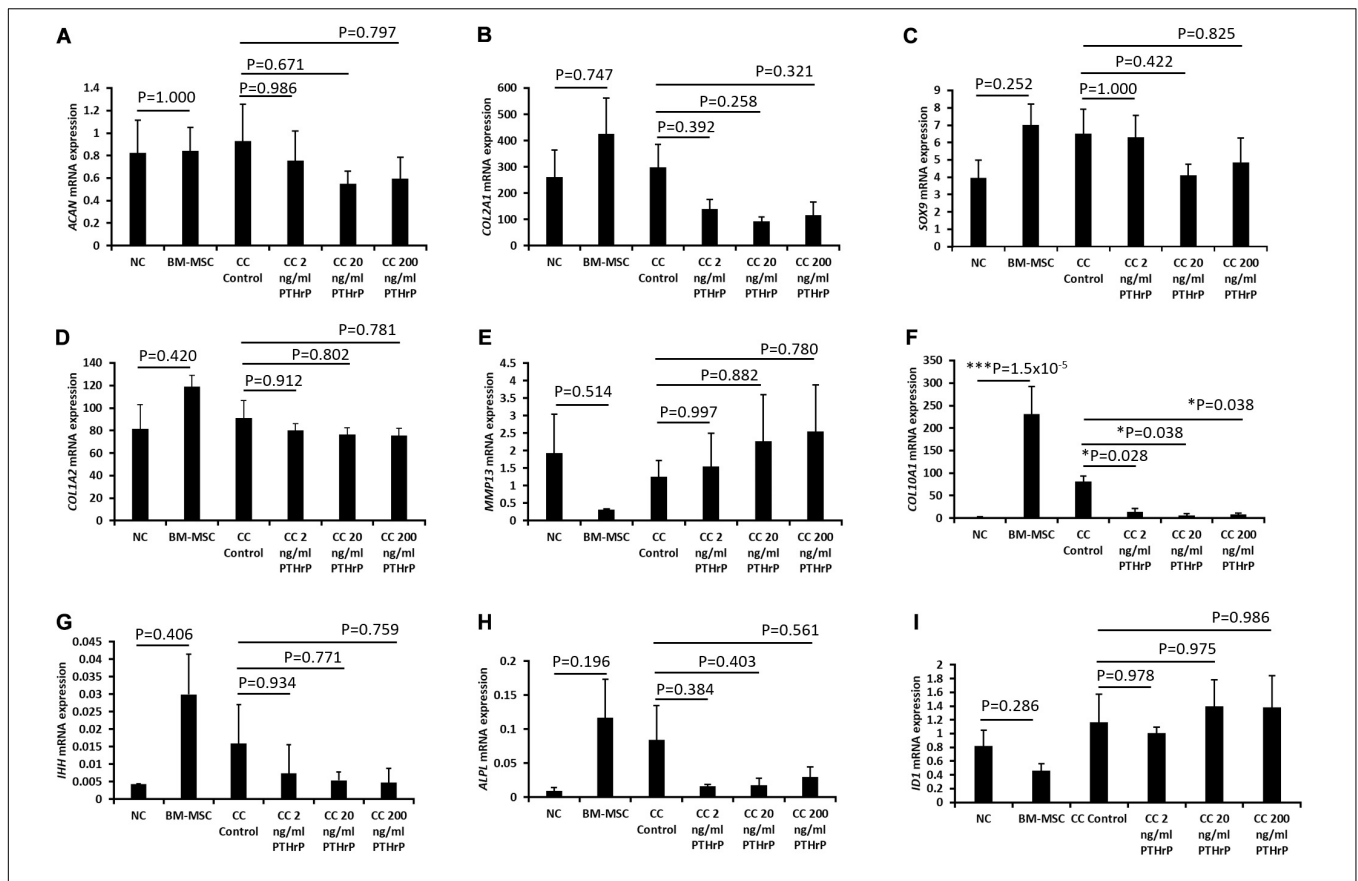 A
P=0.797
P=0.671
P=0.986
P=1.000
ACAN mRNA expression
1.4
1.2
1
0.8
0.6
0.4
0.2
0
NC
BM-MSC
CC Control
CC 2 ng/ml PTHrP
CC 20 ng/ml PTHrP
CC 200 ng/ml PTHrP
B
P=0.747
P=0.321
P=0.258
P=0.392
COL2A1 mRNA expression
600
500
400
300
200
100
0
NC
BM-MSC
CC Control
CC 2 ng/ml PTHrP
CC 20 ng/ml PTHrP
CC 200 ng/ml PTHrP
C
P=0.825
P=0.422
P=0.252
P=1.000
SOX9 mRNA expression
9
8
7
6
5
4
3
2
1
0
NC
BM-MSC
CC Control
CC 2 ng/ml PTHrP
CC 20 ng/ml PTHrP
CC 200 ng/ml PTHrP
D
P=0.781
P=0.420
P=0.802
P=0.912
COL1A2 mRNA expression
140
120
100
80
60
40
20
0
NC
BM-MSC
CC Control
CC 2 ng/ml PTHrP
CC 20 ng/ml PTHrP
CC 200 ng/ml PTHrP
E
P=0.780
P=0.882
P=0.514
P=0.997
MMP13 mRNA expression
4.5
4
3.5
3
2.5
2
1.5
1
0.5
0
NC
BM-MSC
CC Control
CC 2 ng/ml PTHrP
CC 20 ng/ml PTHrP
CC 200 ng/ml PTHrP
F
***P=1.5x10-5
*P=0.038
*P=0.038
*P=0.028
COL10A1 mRNA expression
350
300
250
200
150
100
50
0
NC
BM-MSC
CC Control
CC 2 ng/ml PTHrP
CC 20 ng/ml PTHrP
CC 200 ng/ml PTHrP
G
P=0.406
P=0.759
P=0.771
P=0.934
IHH mRNA expression
0.045
0.04
0.035
0.03
0.025
0.02
0.015
0.01
0.005
0
NC
BM-MSC
CC Control
CC 2 ng/ml PTHrP
CC 20 ng/ml PTHrP
CC 200 ng/ml PTHrP
H
P=0.561
P=0.196
P=0.403
P=0.384
ALPL mRNA expression
0.2
0.15
0.1
0.05
0
NC
BM-MSC
CC Control
CC 2 ng/ml PTHrP
CC 20 ng/ml PTHrP
CC 200 ng/ml PTHrP
I
P=0.986
P=0.975
P=0.978
P=0.286
ID1 mRNA expression
NC
BM-MSC
CC Control
CC 2 ng/ml PTHrP
CC 20 ng/ml PTHrP
CC 200 ng/ml PTHrP